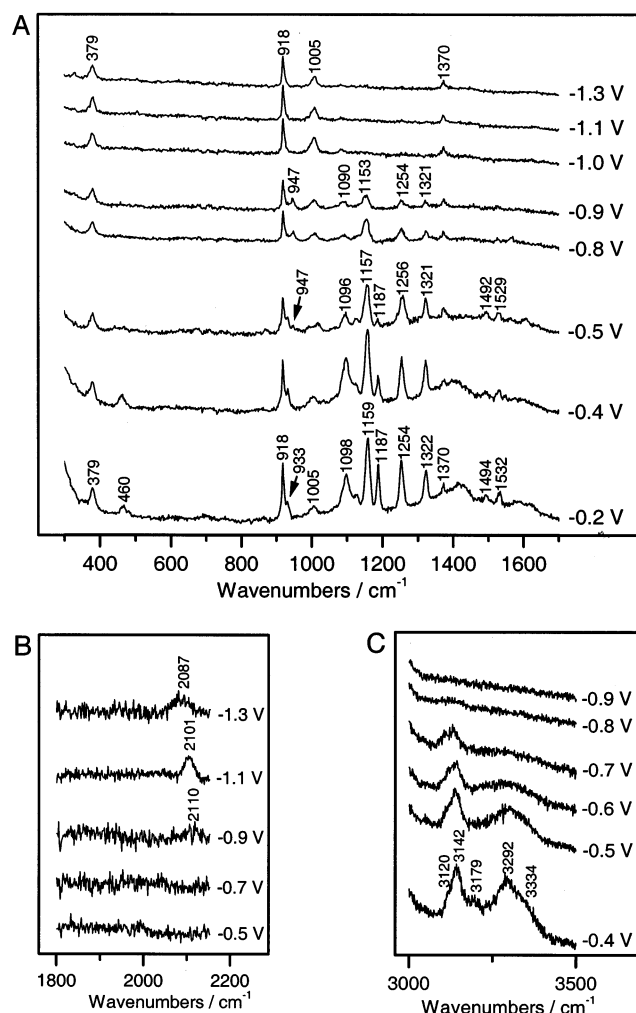 A
379
918
1005
1370
-1.3 V
-1.1 V
-1.0 V
947
1090
1153
1254
1321
-0.9 V
-0.8 V
947
1096
1157
1187
1256
1321
1492
1529
-0.5 V
-0.4 V
379
460
918
933
1005
1098
1159
1187
1254
1322
1370
1494
1532
-0.2 V
400 600 800 1000 1200 1400 1600
Wavenumbers / cm-1
B
2087
-1.3 V
2101
-1.1 V
2110
-0.9 V
-0.7 V
-0.5 V
1800 2000 2200
Wavenumbers / cm-1
C
-0.9 V
-0.8 V
-0.7 V
-0.6 V
-0.5 V
3120
3142
3179
3292
3334
-0.4 V
3000 3500
Wavenumbers / cm-1